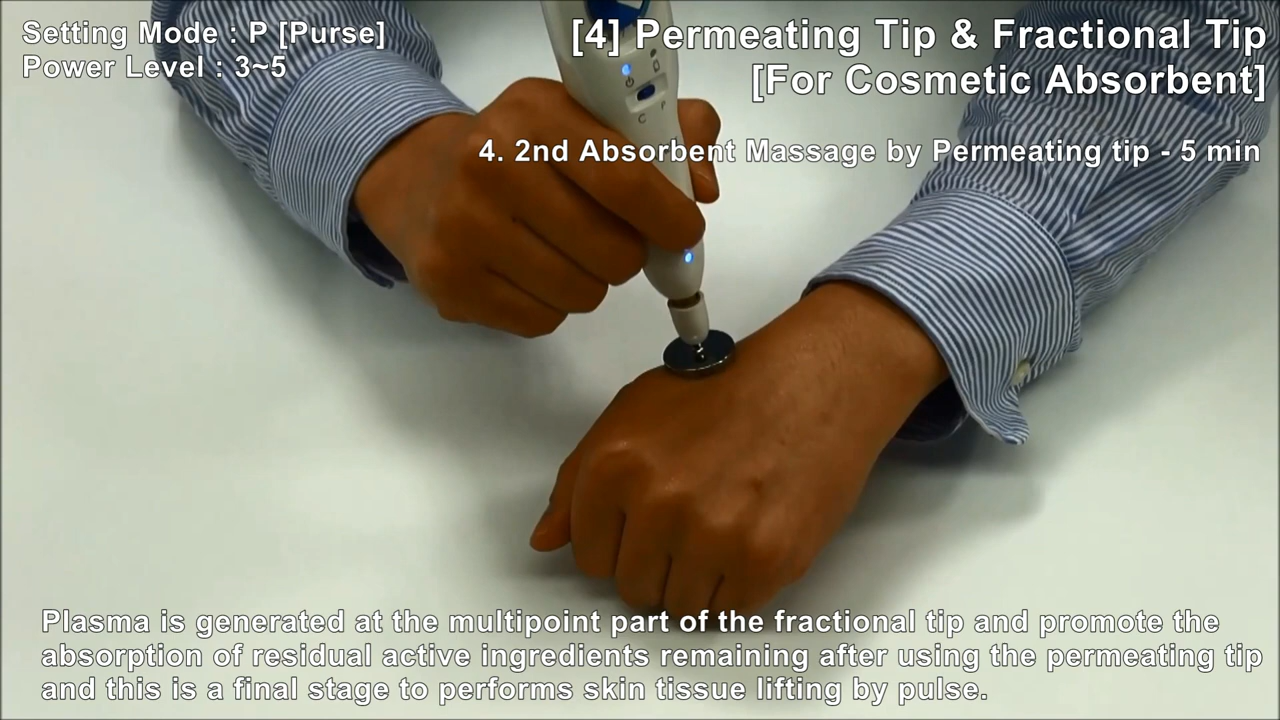 Setting Mode : P [Purse]
Power Level : 3~5
[4] Permeating Tip & Fractional Tip
[For Cosmetic Absorbent]
4. 2nd Absorbent Massage by Permeating tip - 5 min
C P
Plasma is generated at the multipoint part of the fractional tip and promote the
absorption of residual active ingredients remaining after using the permeating tip
and this is a final stage to performs skin tissue lifting by pulse.